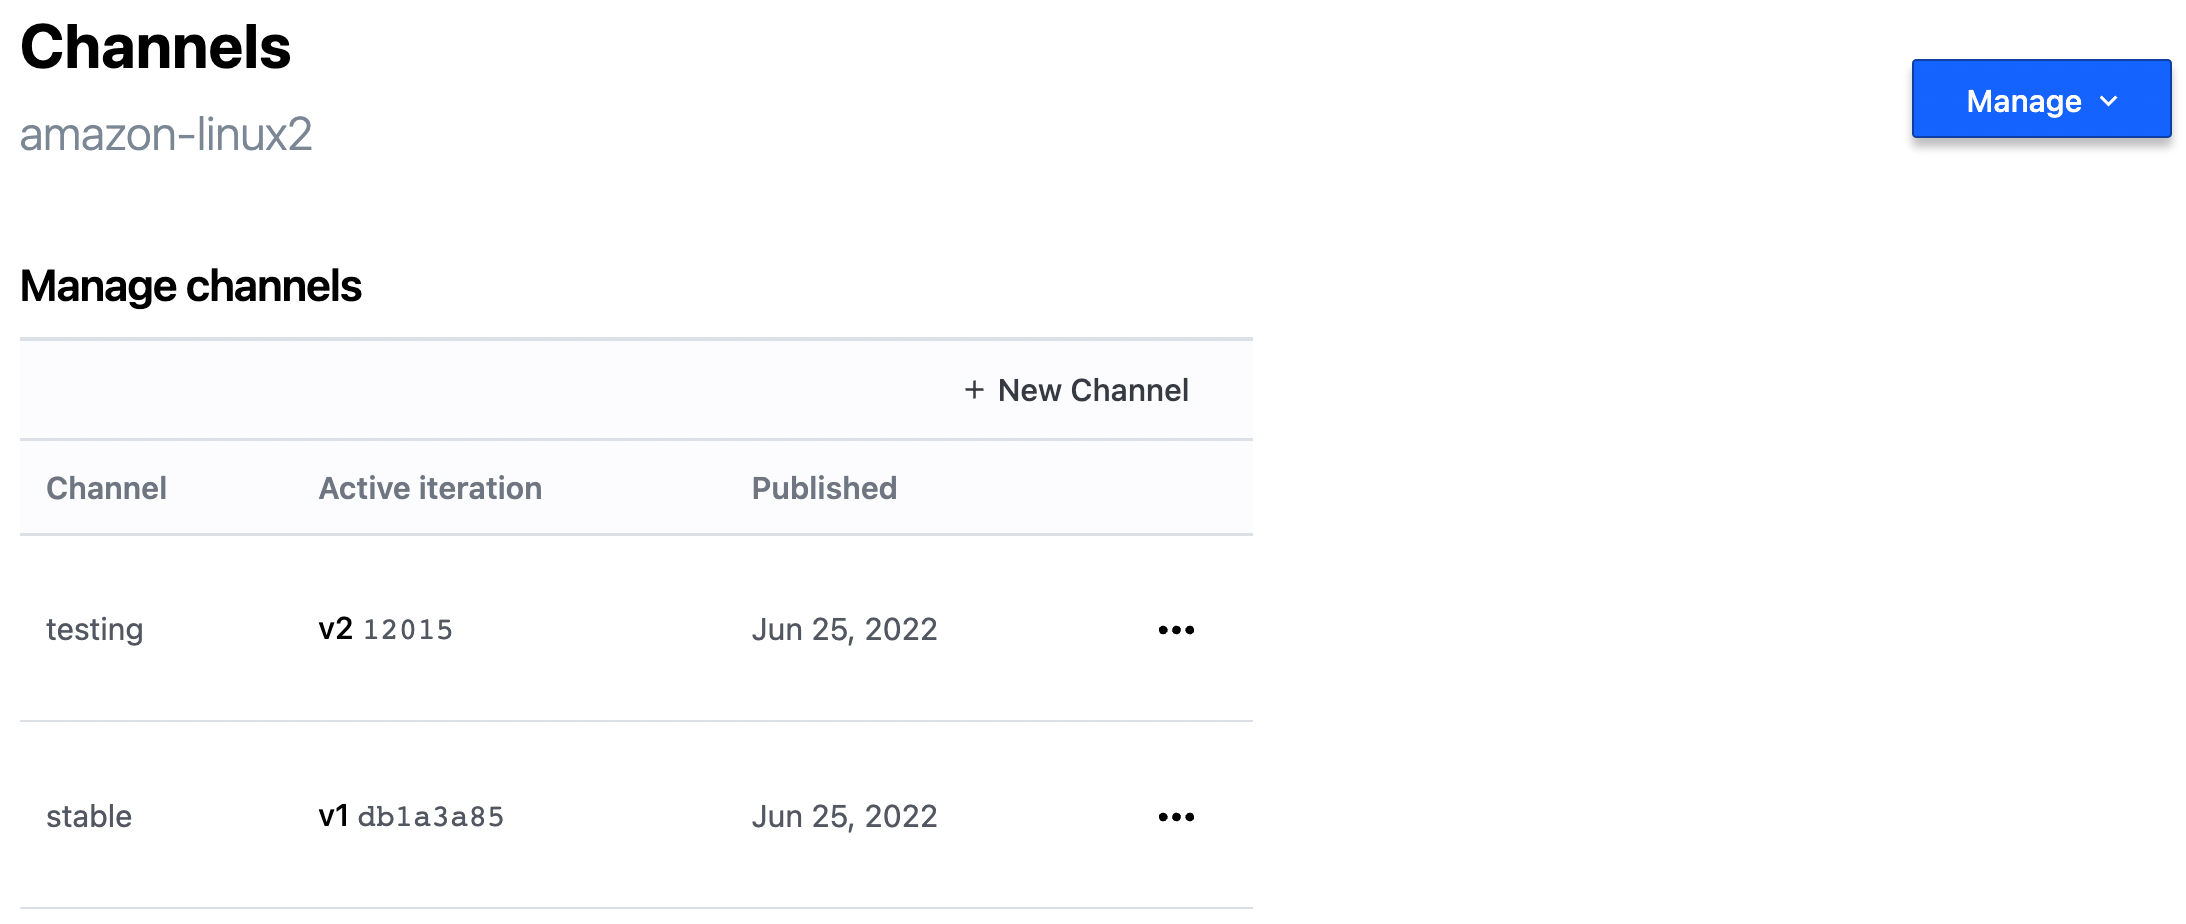 Channels
Manage
amazon-linux2
Manage channels
+ New Channel
Channel Active iteration Published
testing v2 12015 Jun 25, 2022
stable v1 db1a3a85 Jun 25, 2022